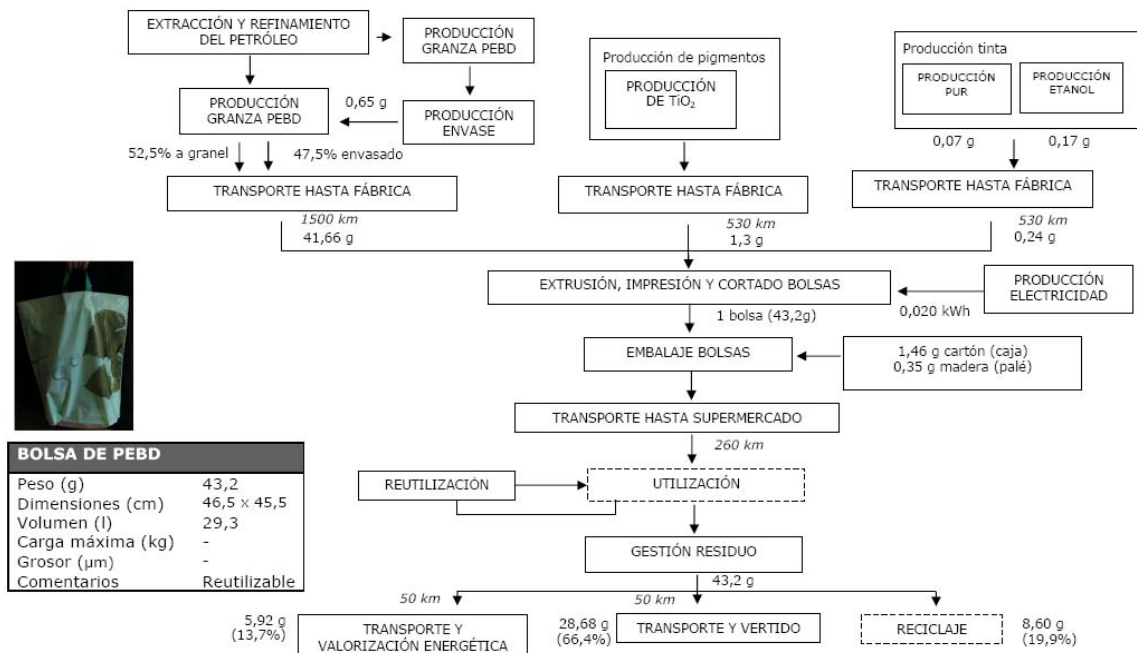 EXTRACCIÓN Y REFINAMIENTO
DEL PETRÓLEO
PRODUCCIÓN
GRANZA PEBD
Producción de pigmentos
PRODUCCIÓN
DE TiO₂
Producción tinta
PRODUCCIÓN
PUR
PRODUCCIÓN
ETANOL
PRODUCCIÓN
GRANZA PEBD
0,65 g
PRODUCCIÓN
ENVASE
0,07 g
0,17 g
52,5% a granel
47,5% envasado
TRANSPORTE HASTA FÁBRICA
TRANSPORTE HASTA FÁBRICA
TRANSPORTE HASTA FÁBRICA
1500 km
41,66 g
530 km
1,3 g
530 km
0,24 g
EXTRUSIÓN, IMPRESIÓN Y CORTADO BOLSAS
PRODUCCIÓN
ELECTRICIDAD
0,020 kWh
1 bolsa (43,2g)
EMBALAJE BOLSAS
1,46 g cartón (caja)
0,35 g madera (palé)
TRANSPORTE HASTA SUPERMERCADO
260 km
BOLSA DE PEBD
Peso (g) 43,2
Dimensiones (cm) 46,5 x 45,5
Volumen (l) 29,3
Carga máxima (kg) -
Grosor (µm) -
Comentarios Reutilizable
REUTILIZACIÓN
UTILIZACIÓN
GESTIÓN RESIDUO
43,2 g
50 km
50 km
5,92 g
(13,7%)
TRANSPORTE Y
VALORIZACIÓN ENERGÉTICA
28,68 g
(66,4%)
TRANSPORTE Y VERTIDO
RECICLAJE
8,60 g
(19,9%)